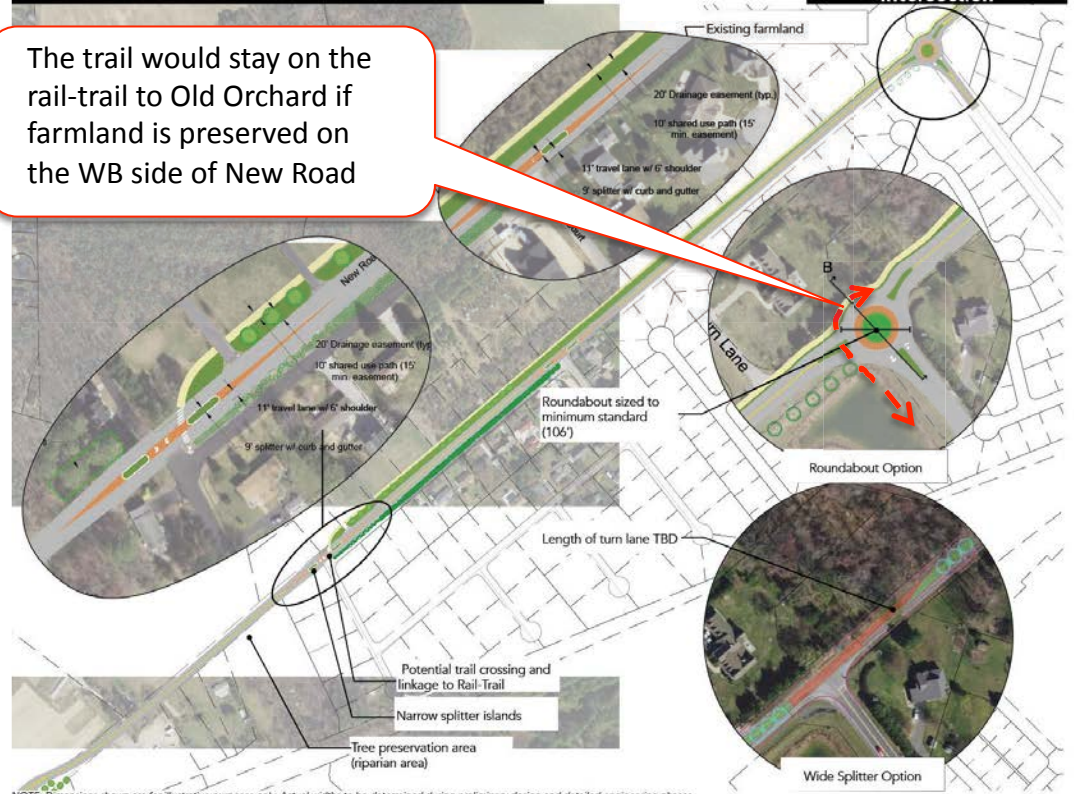 Intersection
The trail would stay on the
rail-trail to Old Orchard if
farmland is preserved on
the WB side of New Road
Existing farmland
20' Drainage easement (typ.)
10' shared use path (15'
min. easement)
11' travel lane w/ 6' shoulder
9' splitter w/ curb and gutter
court
New Roa
20' Drainage easement (typ
10' shared use path (15'
min. easement)
11' travel lane w/ 6' shoulder
9' splitter w/ curb and gutter
B
urn Lane
Roundabout sized to
minimum standard
(106')
Roundabout Option
Length of turn lane TBD
Potential trail crossing and
linkage to Rail-Trail
Narrow splitter islands
Tree preservation area
(riparian area)
Wide Splitter Option